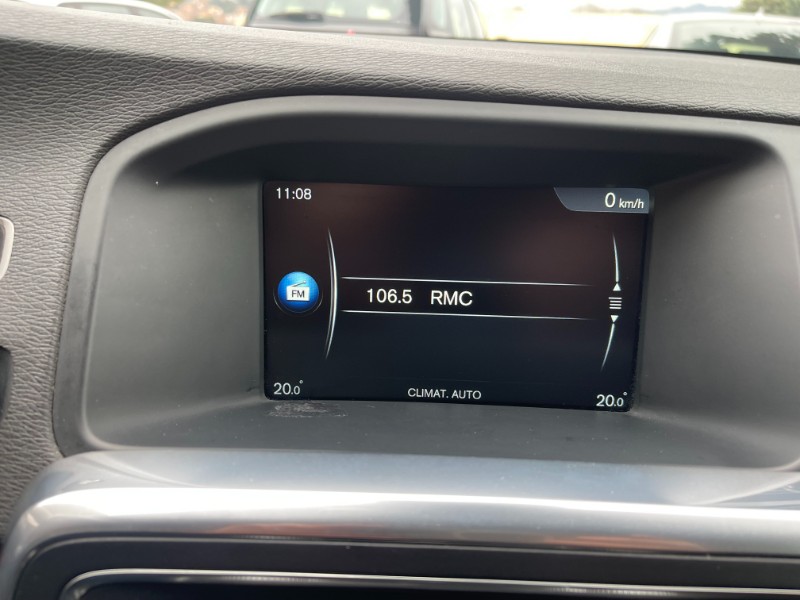 11:08
0 km/h
FM
106.5 RMC
20.0°
CLIMAT. AUTO
20.0°